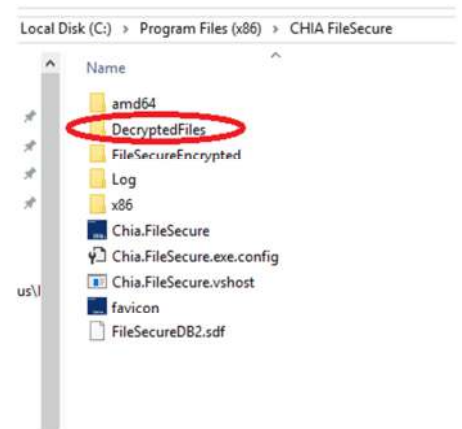 Local Disk (C:) > Program Files (x86) > CHIA FileSecure
Name
amd64
DecryptedFiles
FileSecureEncrypted
Log
x86
Chia.FileSecure
Chia.FileSecure.exe.config
Chia.FileSecure.vshost
us\l
favicon
FileSecureDB2.sdf